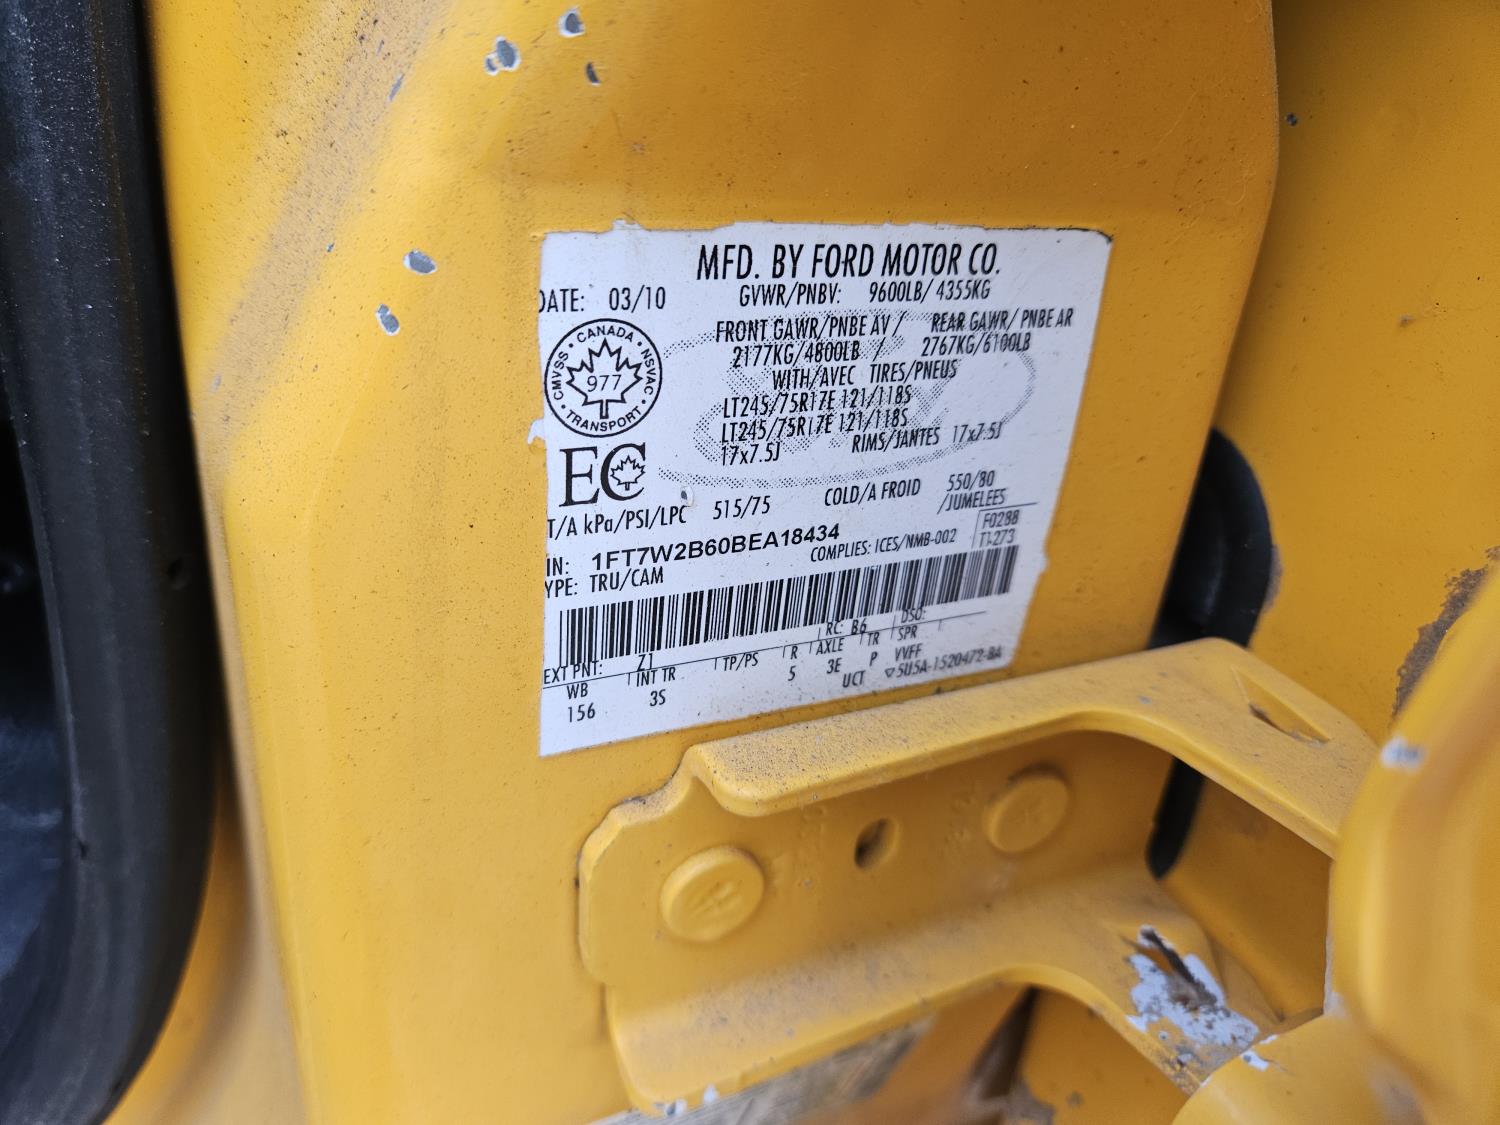 MFD. BY FORD MOTOR CO.
DATE: 03/10
GVWR/PNBV: 9600LB/ 4355KG
FRONT GAWR/PNBE AV / REAR GAWR/ PNBE AR
2177KG/4800LB / 2767KG/6100LB
WITH/AVEC TIRES/PNEUS
LT245/75R17E 121/118S
LT245/75R17E 121/118S
17x7.5J RIMS/JANTES 17x7.5J
CANADA · NSVAC · TRANSPORT · CMVSS
977
EC
T/A kPa/PSI/LPC 515/75 COLD/A FROID 550/80
/JUMELEES
IN: 1FT7W2B60BEA18434
COMPLIES: ICES/NMB-002
F0288
T1273
YPE: TRU/CAM
RC: B6 DSO:
EXT PNT: Z1
WB INT TR TP/PS R AXLE TR SPR
156 3S 5 3E P VVFF
UCT ▽5U5A-1520472-BA